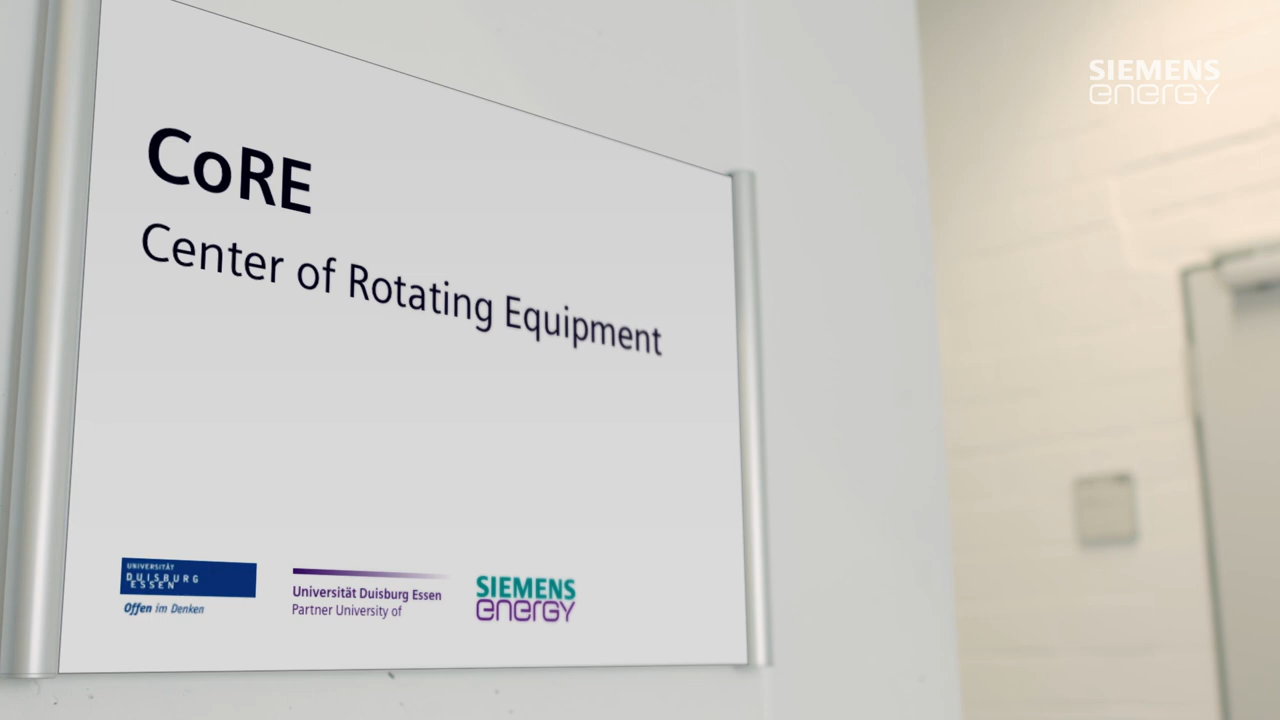 SIEMENS
energy
CoRE
Center of Rotating Equipment
UNIVERSITÄT
DUISBURG
ESSEN
Offen im Denken
Universität Duisburg Essen
Partner University of
SIEMENS
energy